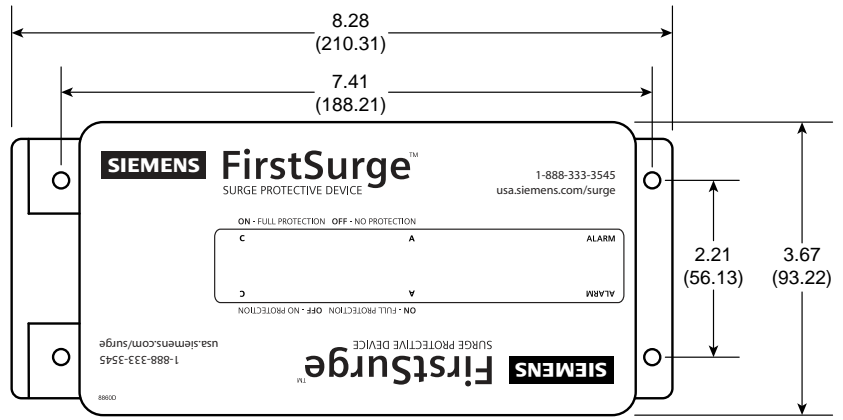 8.28
(210.31)
7.41
(188.21)
SIEMENS FirstSurge™
SURGE PROTECTIVE DEVICE
1-888-333-3545
usa.siemens.com/surge
ON - FULL PROTECTION OFF - NO PROTECTION
C A ALARM
C A ALARM
ON - FULL PROTECTION OFF - NO PROTECTION
2.21
(56.13)
3.67
(93.22)
SIEMENS FirstSurge™
SURGE PROTECTIVE DEVICE
1-888-333-3545
usa.siemens.com/surge
8860D